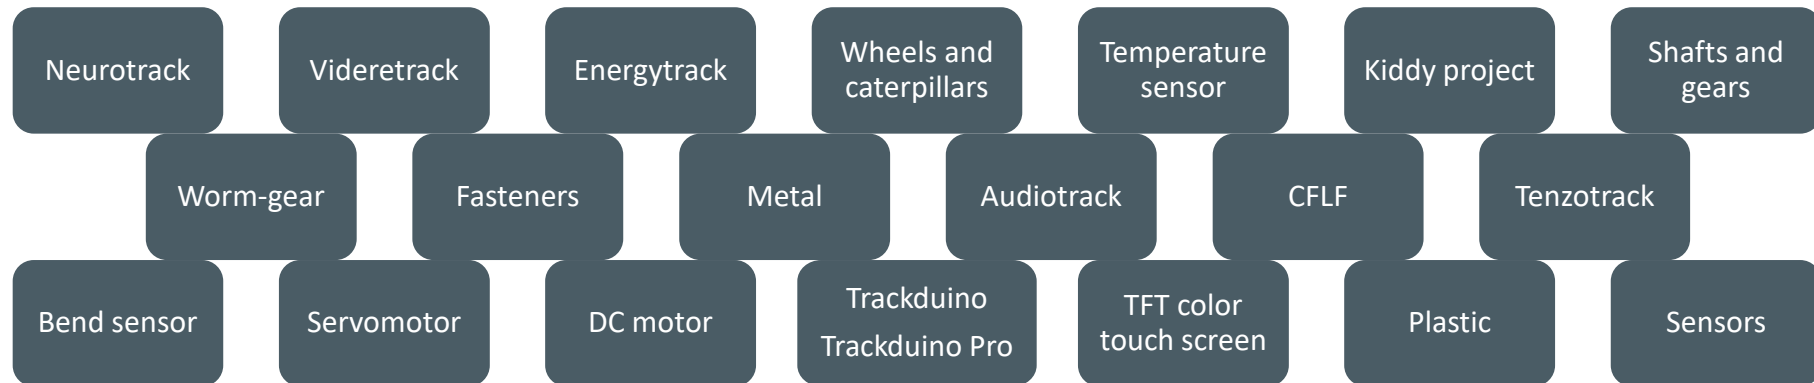 Neurotrack
Videretrack
Energytrack
Wheels and
caterpillars
Temperature
sensor
Kiddy project
Shafts and
gears
Worm-gear
Fasteners
Metal
Audiotrack
CFLF
Tenzotrack
Bend sensor
Servomotor
DC motor
Trackduino
Trackduino Pro
TFT color
touch screen
Plastic
Sensors